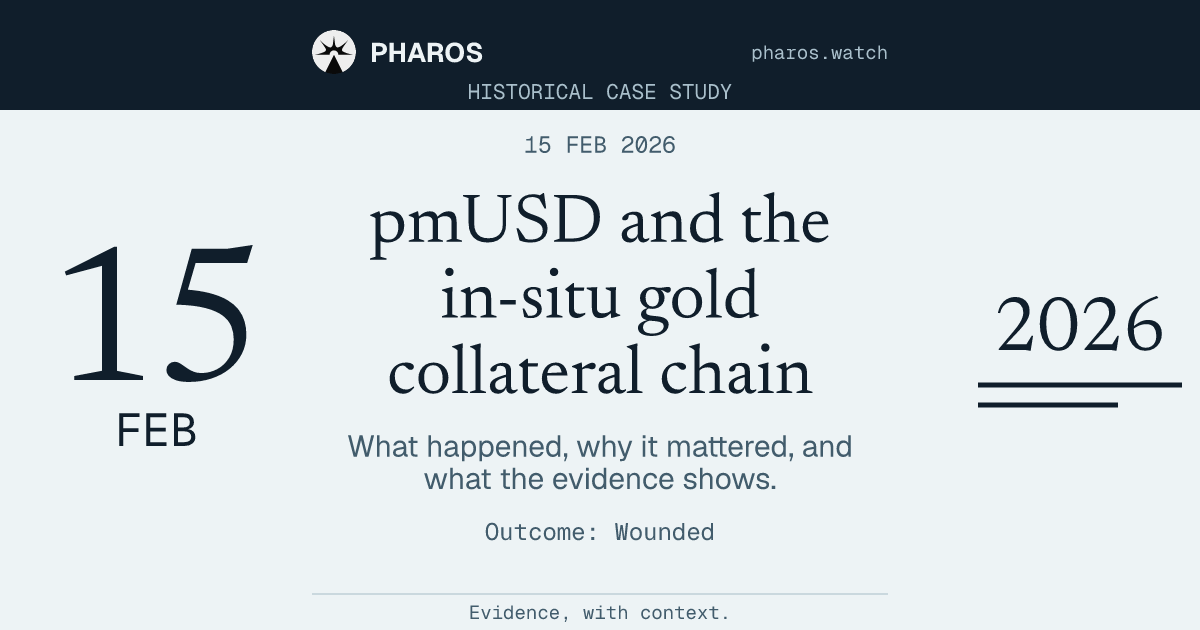 PHAROS
pharos.watch
HISTORICAL CASE STUDY
15 FEB 2026
pmUSD and the
in-situ gold
collateral chain
15
FEB
2026
What happened, why it mattered, and
what the evidence shows.
Outcome: Wounded
Evidence, with context.